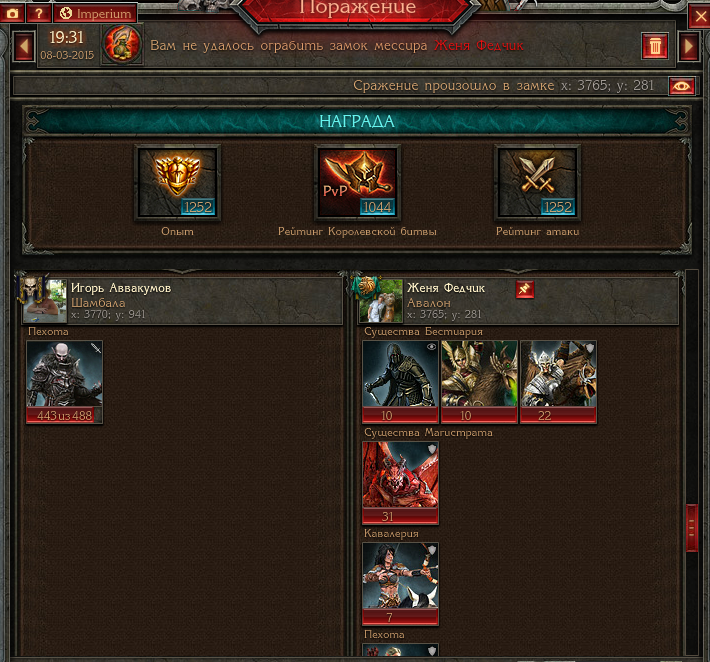 Поражение
? Imperium
19:31
08-03-2015
Вам не удалось ограбить замок мессира Женя Федчик
Сражение произошло в замке x: 3765; y: 281
НАГРАДА
1252
PvP
1044
1252
Опыт
Рейтинг Королевской битвы
Рейтинг атаки
Игорь Аввакумов
Шамбала
x: 3770; y: 941
Пехота
443 из 488
Женя Федчик
Авалон
x: 3765; y: 281
Существа Бестиария
10
10
22
Существа Магистрата
31
Кавалерия
7
Пехота